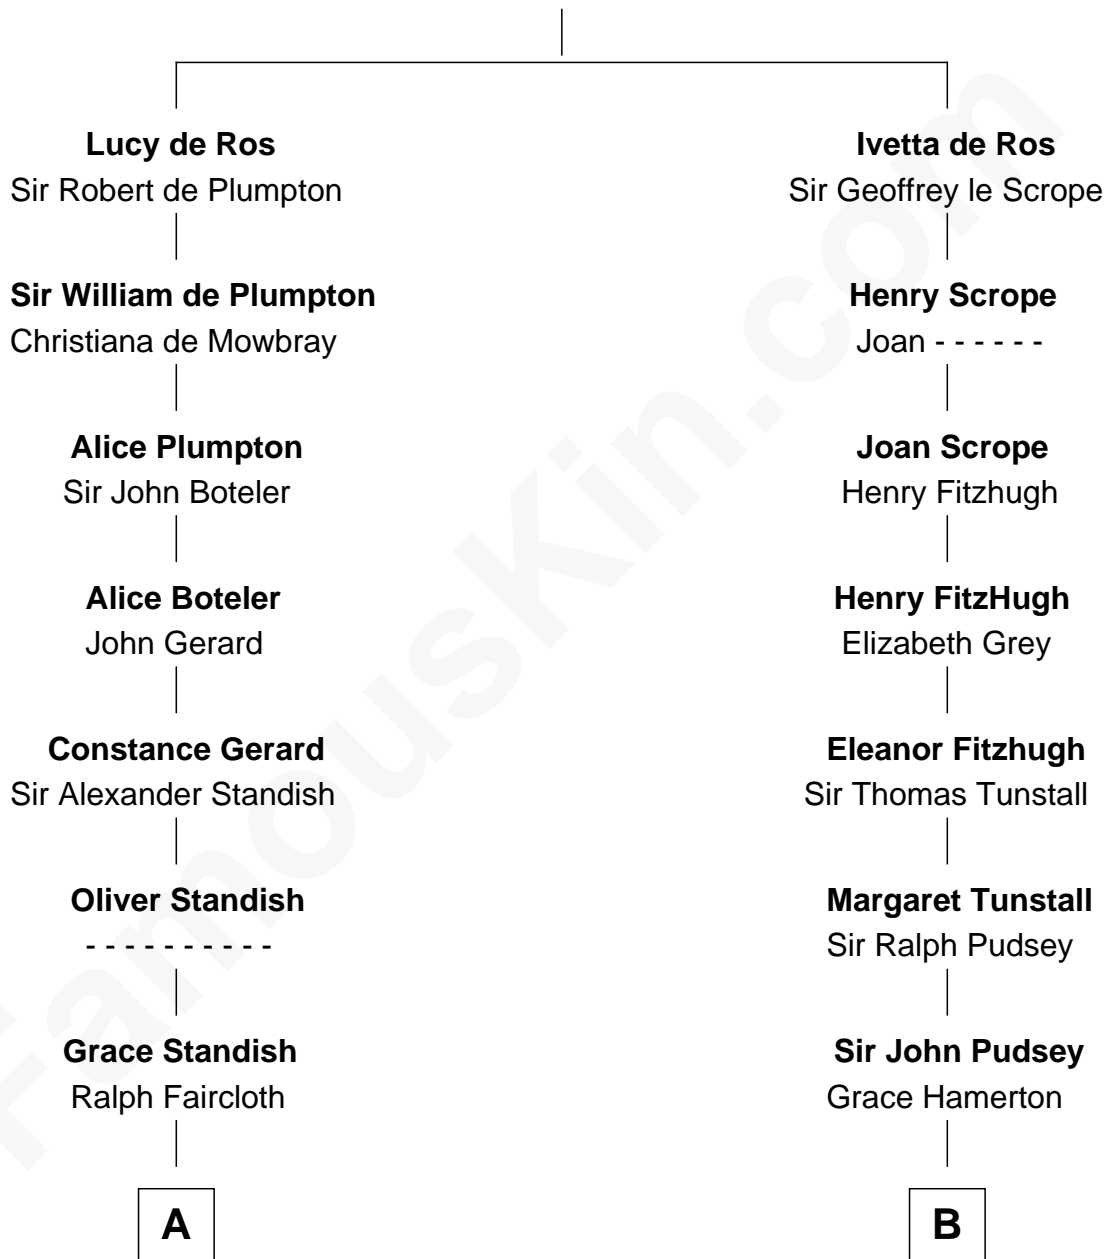 Lucy de Ros
Sir Robert de Plumpton
Sir William de Plumpton
Christiana de Mowbray
Alice Plumpton
Sir John Boteler
Alice Boteler
John Gerard
Constance Gerard
Sir Alexander Standish
Oliver Standish
- - - - - - - - - -
Grace Standish
Ralph Faircloth
A
Ivetta de Ros
Sir Geoffrey le Scrope
Henry Scrope
Joan - - - - - -
Joan Scrope
Henry Fitzhugh
Henry FitzHugh
Elizabeth Grey
Eleanor Fitzhugh
Sir Thomas Tunstall
Margaret Tunstall
Sir Ralph Pudsey
Sir John Pudsey
Grace Hamerton
B
FamousKin.com